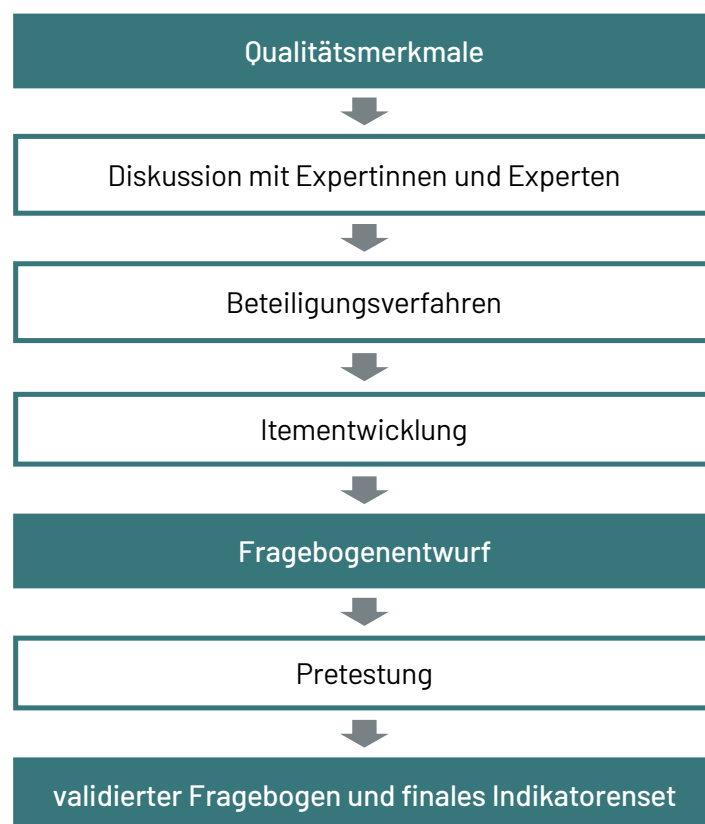 Qualitätsmerkmale
Diskussion mit Expertinnen und Experten
Beteiligungsverfahren
Itementwicklung
Fragebogenentwurf
Pretestung
validierter Fragebogen und finales Indikatorenset